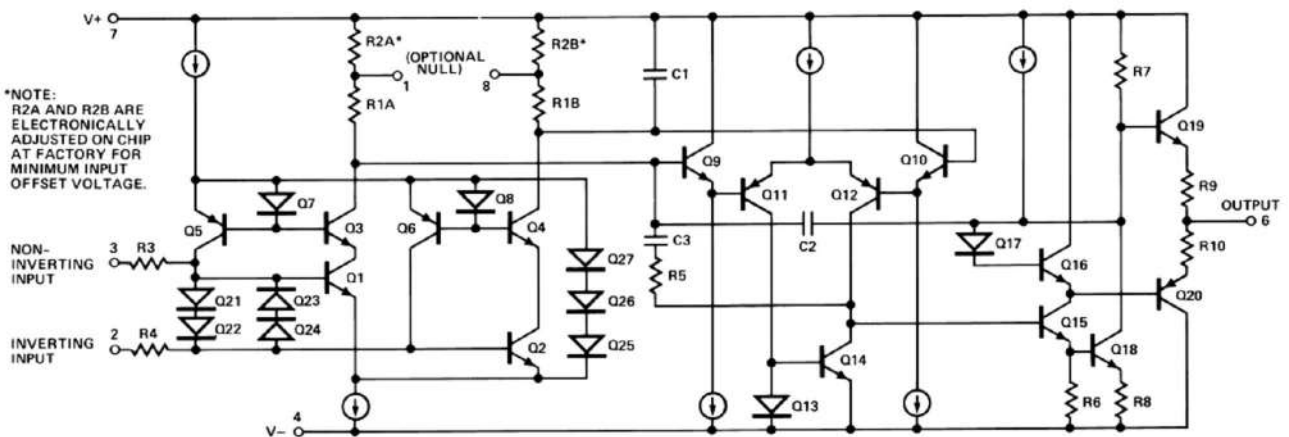 V+ 7
R2A*
(OPTIONAL
NULL)
1
8
R2B*
C1
R7
*NOTE:
R2A AND R2B ARE
ELECTRONICALLY
ADJUSTED ON CHIP
AT FACTORY FOR
MINIMUM INPUT
OFFSET VOLTAGE.
R1A
R1B
Q9
Q10
Q19
Q11
Q12
R9
Q7
Q8
Q5
Q3
Q6
Q4
OUTPUT
6
NON-
INVERTING
INPUT
3
R3
C3
C2
Q17
R10
Q1
Q27
R5
Q16
Q21
Q23
Q26
Q20
Q22
Q24
Q15
INVERTING
INPUT
2
R4
Q2
Q25
Q14
Q18
Q13
R6
R8
V- 4